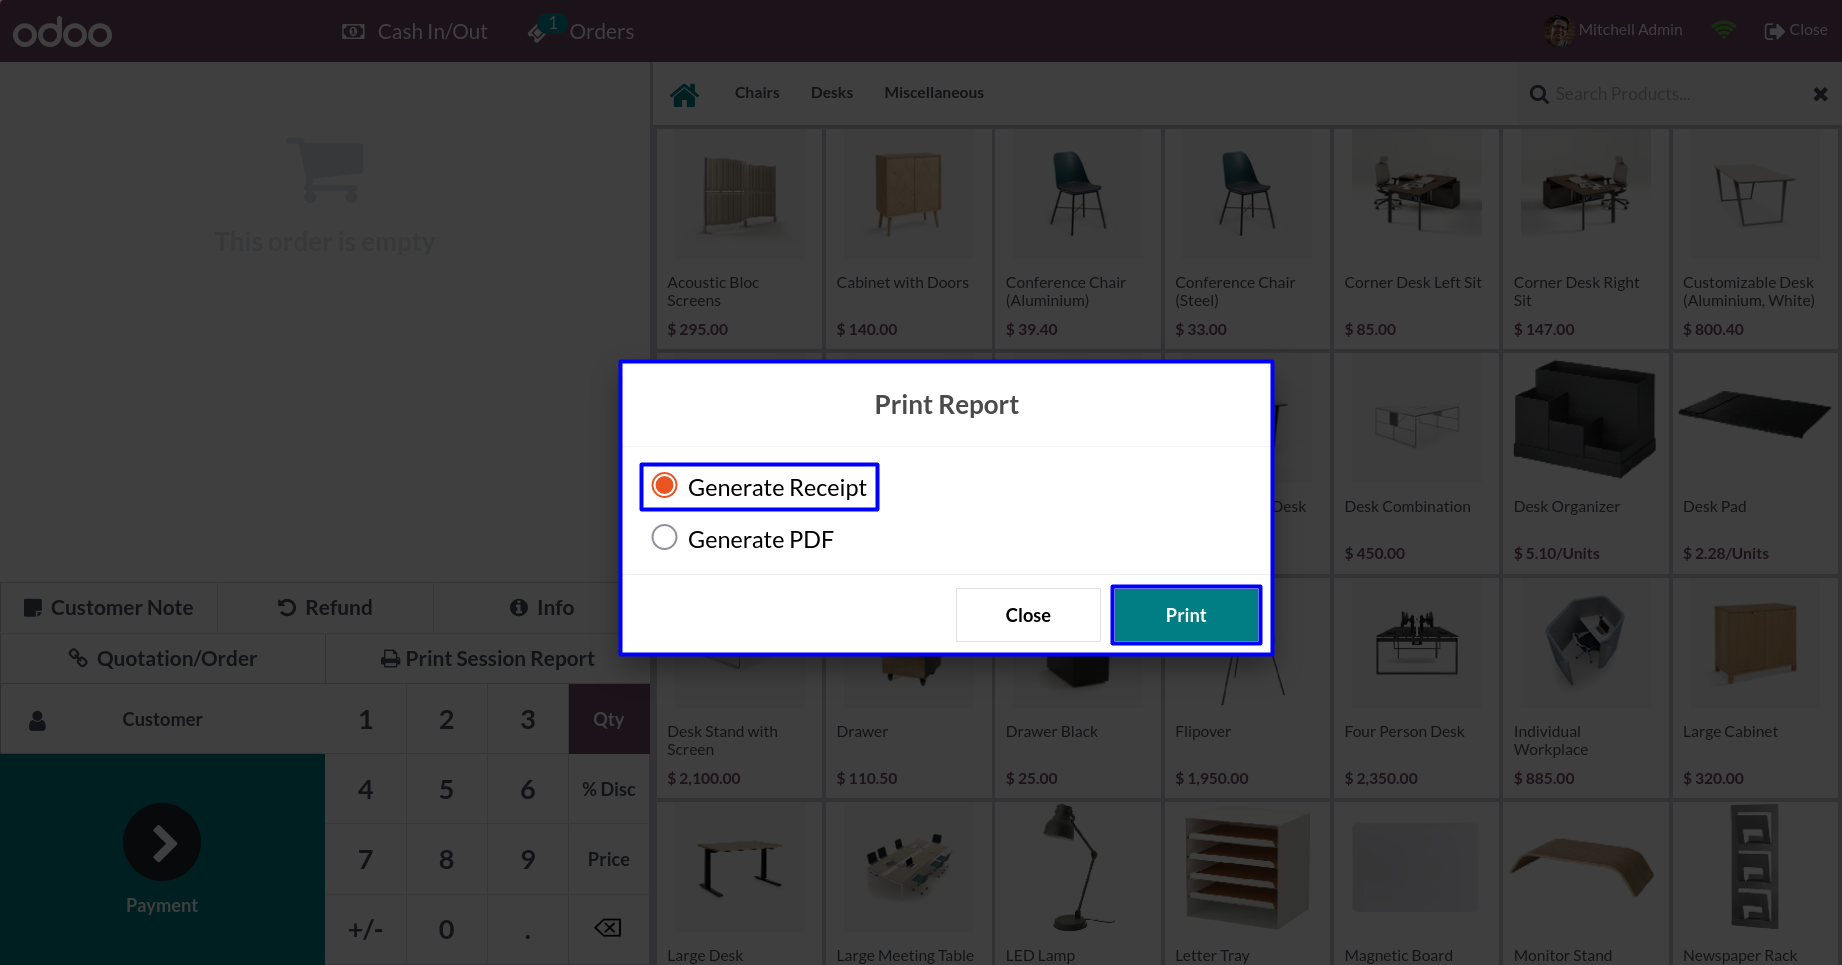 odoo
Cash In/Out
1
Orders
Mitchell Admin
Close
This order is empty
Chairs
Desks
Miscellaneous
Search Products...
Acoustic Bloc
Screens
$ 295.00
Cabinet with Doors
$ 140.00
Conference Chair
(Aluminium)
$ 39.40
Conference Chair
(Steel)
$ 33.00
Corner Desk Left Sit
$ 85.00
Corner Desk Right
Sit
$ 147.00
Customizable Desk
(Aluminium, White)
$ 800.40
Print Report
Generate Receipt
Generate PDF
Close
Print
Desk
Desk Combination
$ 450.00
Desk Organizer
$ 5.10/Units
Desk Pad
$ 2.28/Units
Customer Note
Refund
Info
Quotation/Order
Print Session Report
Customer
1
2
3
Qty
4
5
6
% Disc
7
8
9
Price
+/-
0
.
Payment
Desk Stand with
Screen
$ 2,100.00
Drawer
$ 110.50
Drawer Black
$ 25.00
Flipover
$ 1,950.00
Four Person Desk
$ 2,350.00
Individual
Workplace
$ 885.00
Large Cabinet
$ 320.00
Large Desk
Large Meeting Table
LED Lamp
Letter Tray
Magnetic Board
Monitor Stand
Newspaper Rack